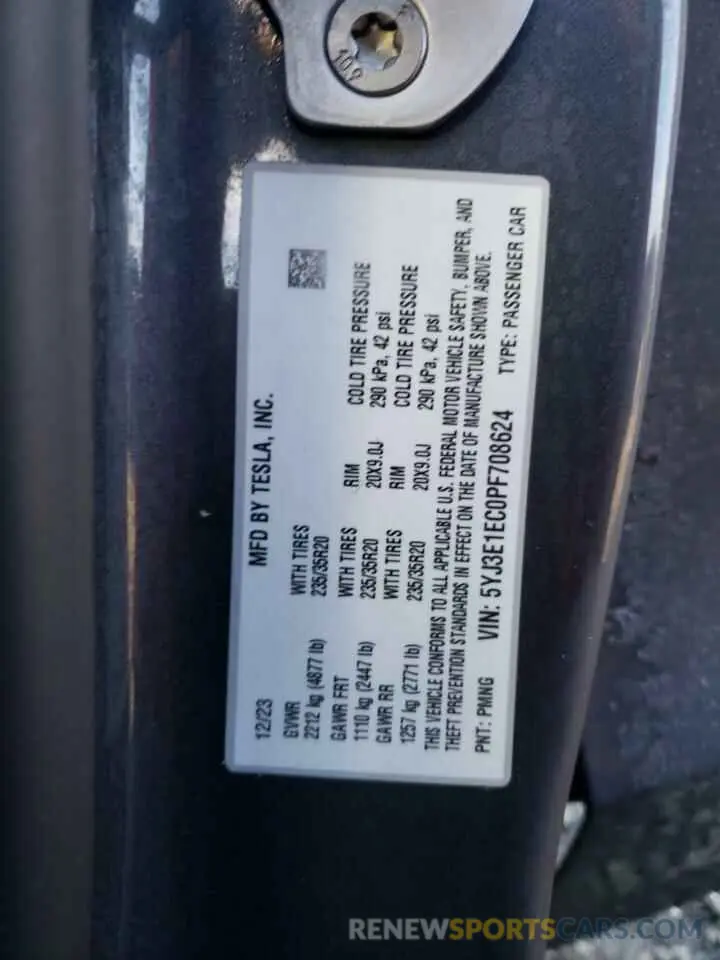 10.9
MFD BY TESLA, INC.
12/23
GVWR WITH TIRES
2212 kg (4877 lb) 235/35R20
GAWR FRT WITH TIRES RIM COLD TIRE PRESSURE
1110 kg (2447 lb) 235/35R20 20X9.0J 290 kPa, 42 psi
GAWR RR WITH TIRES RIM COLD TIRE PRESSURE
1257 kg (2771 lb) 235/35R20 20X9.0J 290 kPa, 42 psi
THIS VEHICLE CONFORMS TO ALL APPLICABLE U.S. FEDERAL MOTOR VEHICLE SAFETY, BUMPER, AND
THEFT PREVENTION STANDARDS IN EFFECT ON THE DATE OF MANUFACTURE SHOWN ABOVE.
PNT: PMNG VIN: 5YJ3E1EC0PF708624 TYPE: PASSENGER CAR
RENEWSPORTSCARS.COM